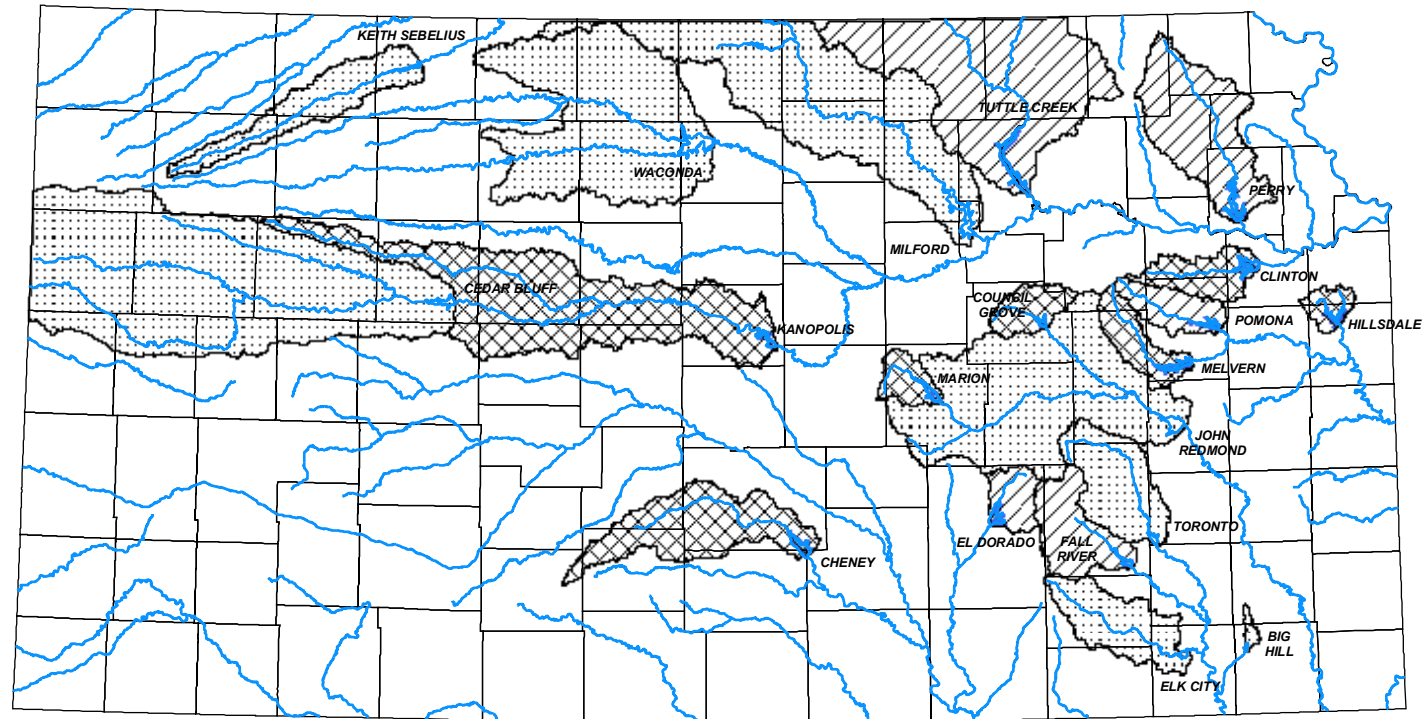 KEITH SEBELIUS
TUTTLE CREEK
WACONDA
PERRY
MILFORD
CLINTON
CEDAR BLUFF
COUNCIL
GROVE
POMONA
HILLSDALE
KANOPOLIS
MELVERN
MARION
JOHN
REDMOND
TORONTO
EL DORADO
FALL
RIVER
CHENEY
BIG
HILL
ELK CITY